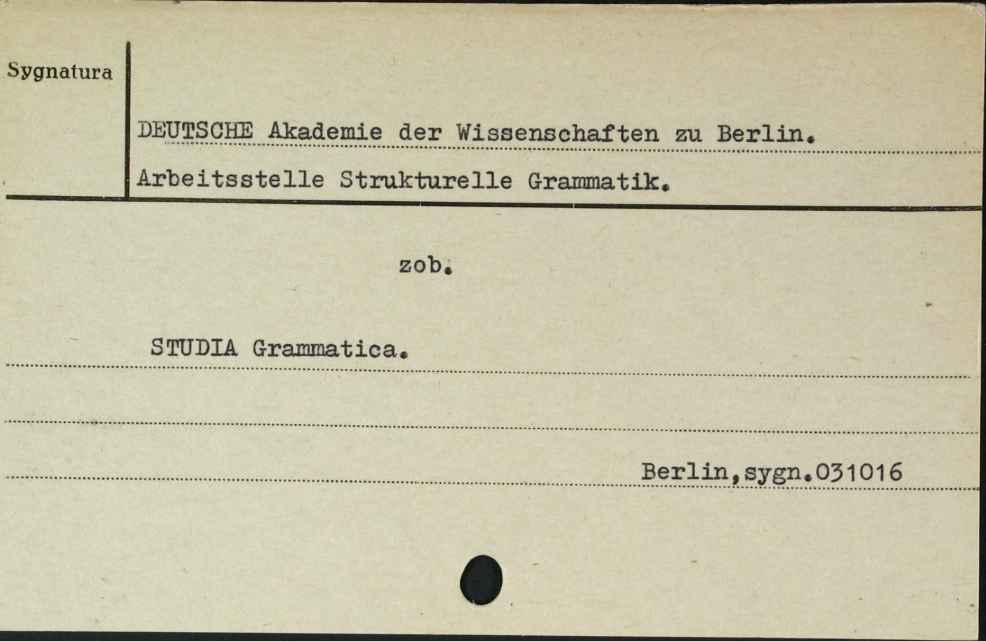 Sygnatura
DEUTSCHE Akademie der Wissenschaften zu Berlin.
Arbeitsstelle Strukturelle Grammatik.
zob.
STUDIA Grammatica.
Berlin,sygn.031016